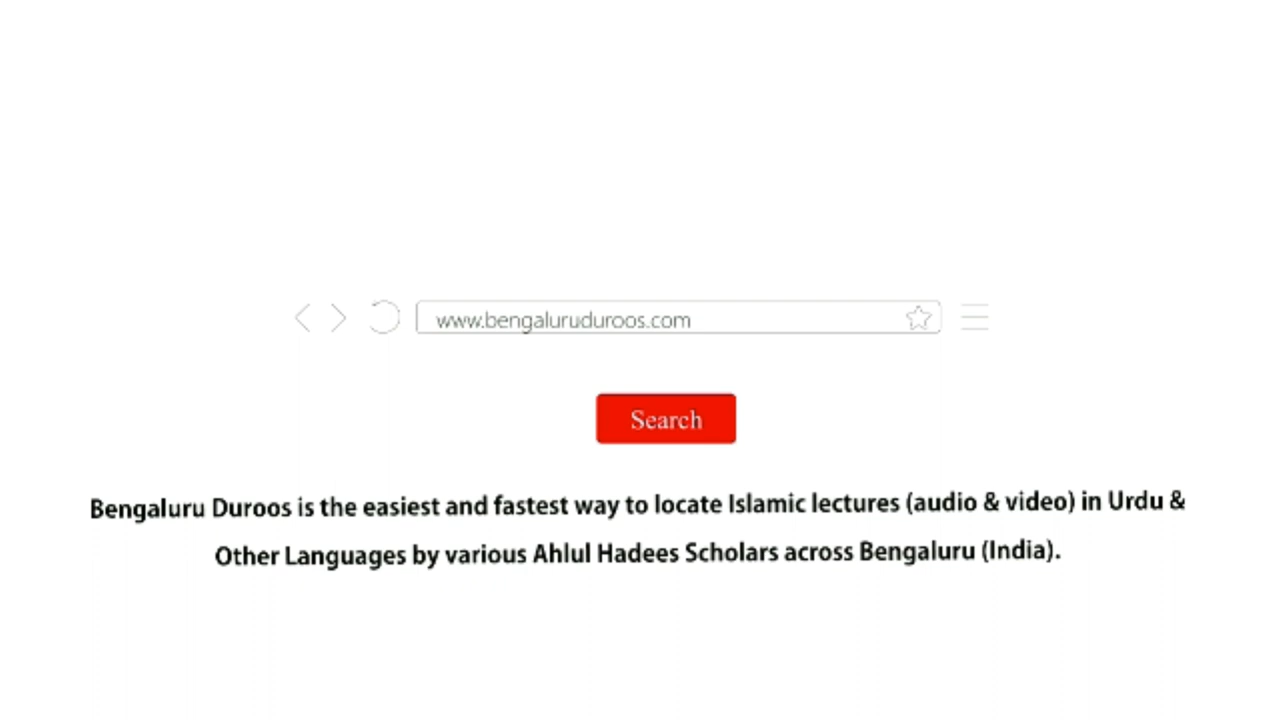 www.bengaluruduroos.com
Search
Bengaluru Duroos is the easiest and fastest way to locate Islamic lectures (audio & video) in Urdu &
Other Languages by various Ahlul Hadees Scholars across Bengaluru (India).